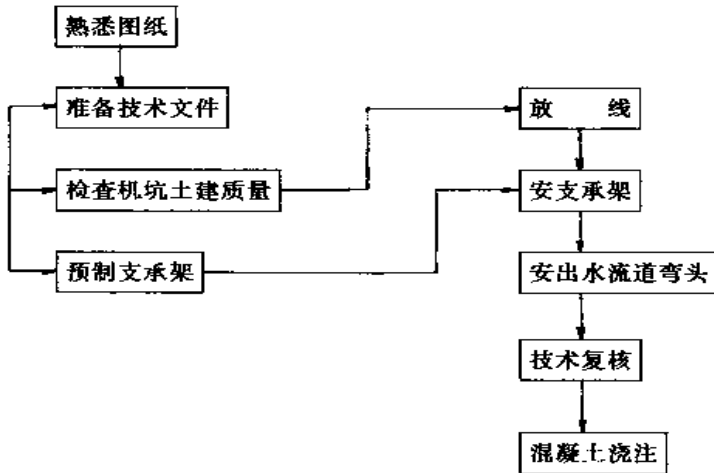 熟悉图纸
准备技术文件
检查机坑土建质量
预制支承架
放 线
安支承架
安出水流道弯头
技术复核
混凝土浇注